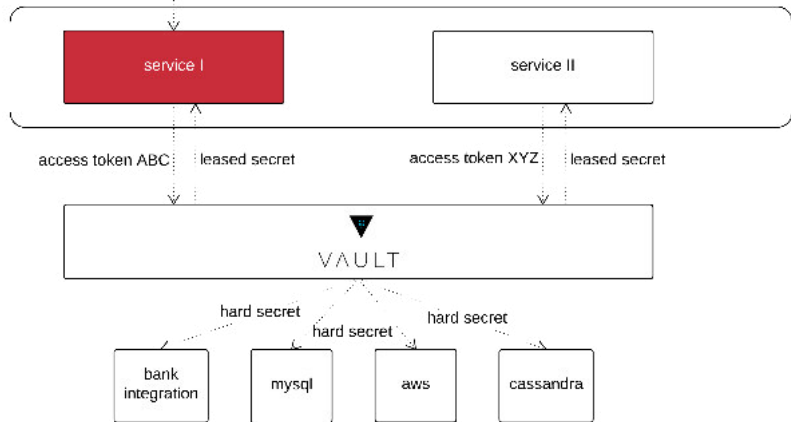 service I
service II
access token ABC
leased secret
access token XYZ
leased secret
VAULT
hard secret
hard secret
hard secret
bank
integration
mysql
aws
cassandra